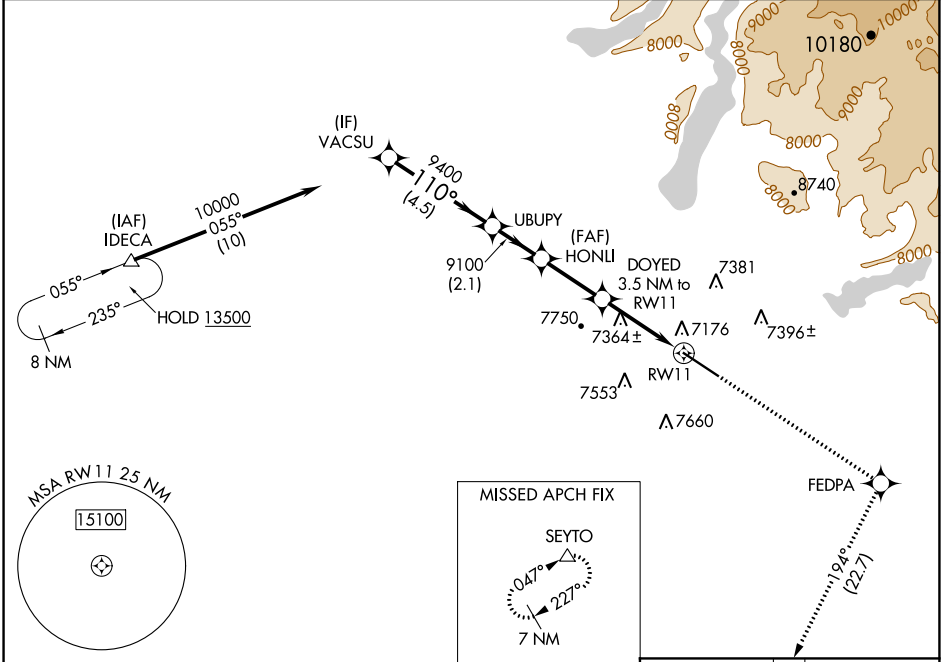 9000
10000
8000
10180
8000
8000
9000
8000
8740
8000
8000
(IF)
VACSU
9400
110°
(4.5)
UBUPY
10000
055°
(10)
(IAF)
IDECA
055°
235°
HOLD 13500
8 NM
9100
(2.1)
(FAF)
HONLI
DOYED
3.5 NM to
RW11
7381
7750
7364±
7176
7396±
RW11
7553
7660
MSA RW11 25 NM
15100
MISSED APCH FIX
SEYTO
047°
227°
7 NM
FEDPA
194°
(22.7)